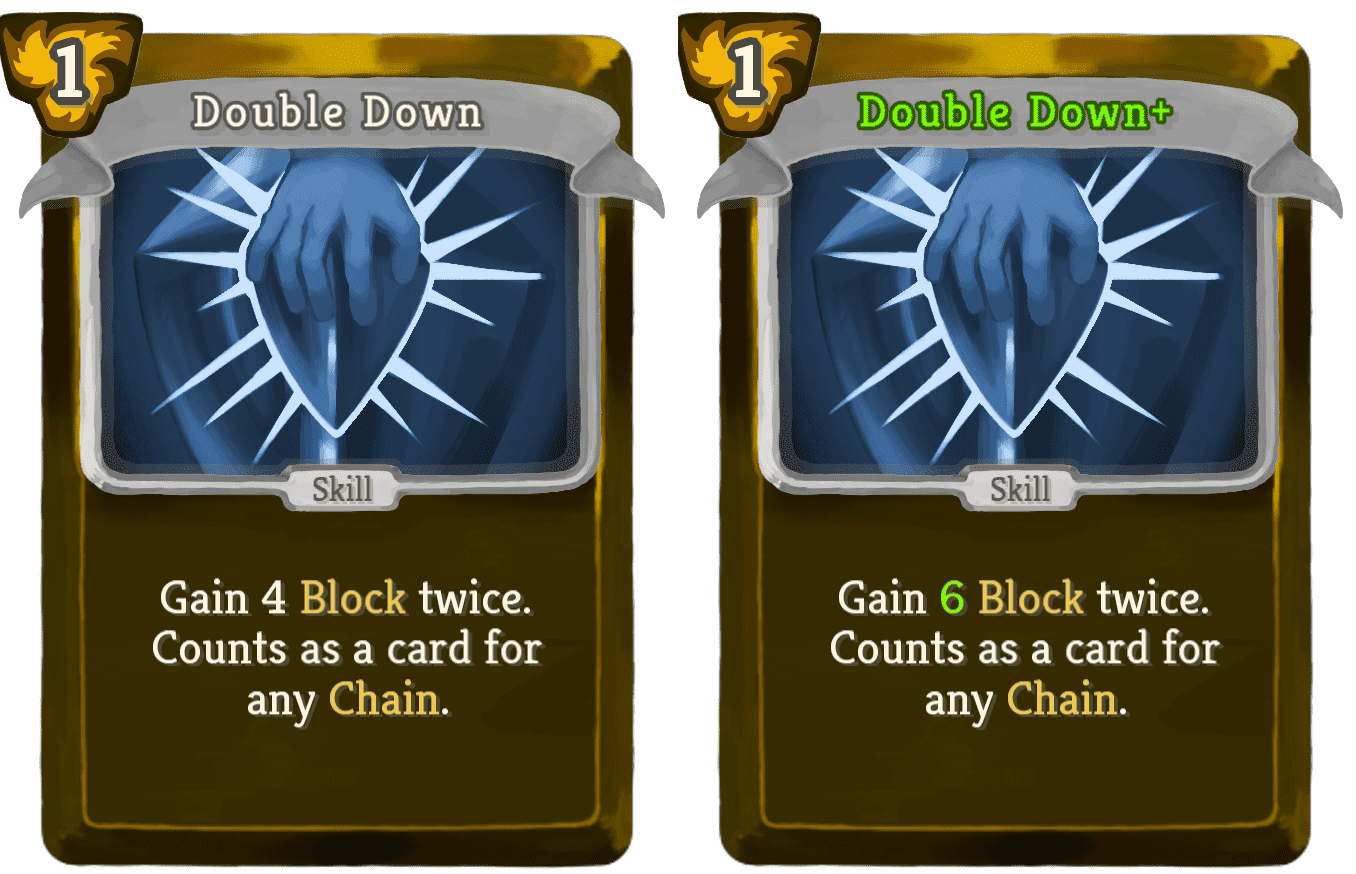 1
Double Down
Skill
Gain 4 Block twice.
Counts as a card for
any Chain.
1
Double Down+
Skill
Gain 6 Block twice.
Counts as a card for
any Chain.